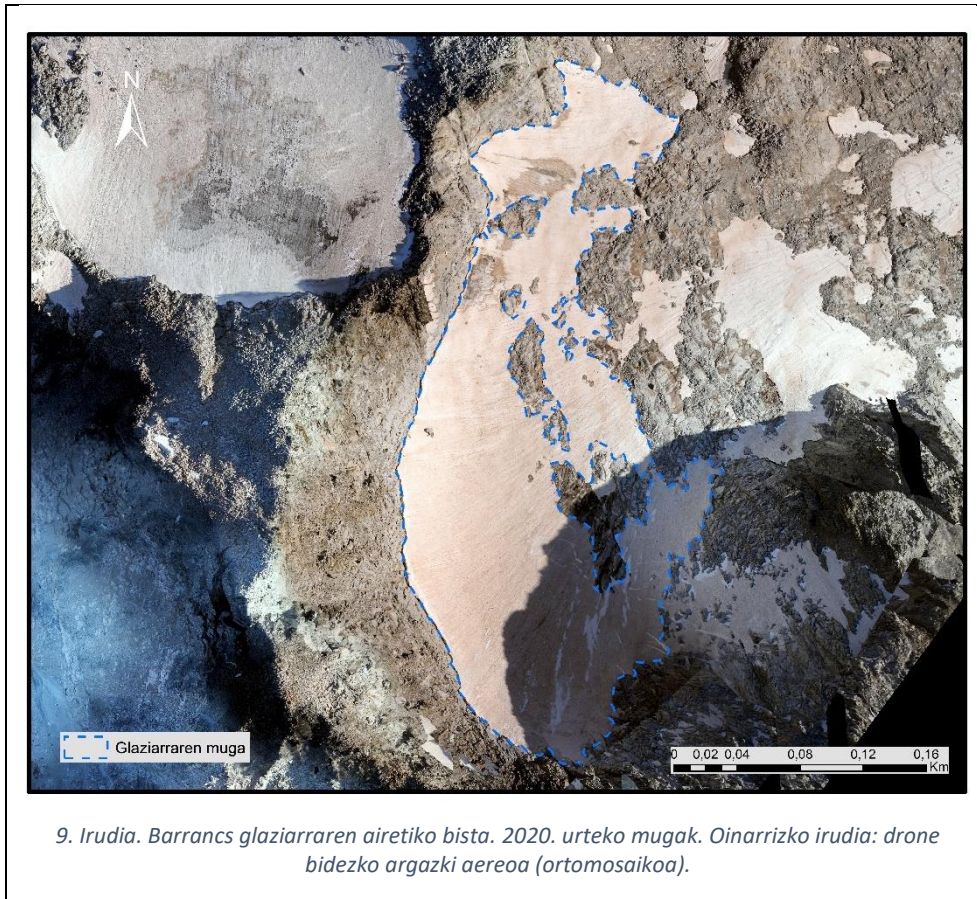 N
Glaziarraren muga
0 0,02 0,04 0,08 0,12 0,16
Km
9. Irudia. Barrancs glaziarraren airetiko bista. 2020. urteko mugak. Oinarrizko irudia: drone
bidezko argazki aereoa (ortomosaikoa).